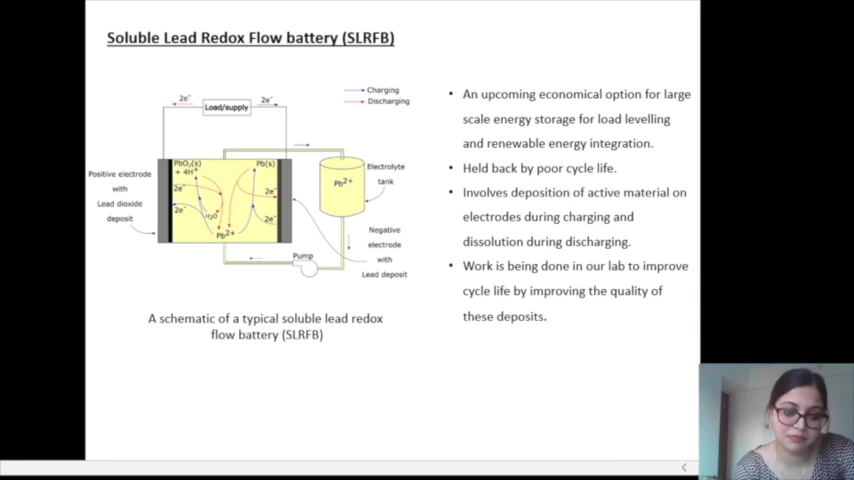 Soluble Lead Redox Flow battery (SLRFB)
2e⁻
Load/supply
2e⁻
Charging
Discharging
PbO₂(s)
+ 4H⁺
Pb(s)
2e⁻
2e⁻
2e⁻
2e⁻
H₂O
Pb²⁺
Pb²⁺
Electrolyte
tank
Positive electrode
with
Lead dioxide
deposit
Pump
Negative
electrode
with
Lead deposit
A schematic of a typical soluble lead redox
flow battery (SLRFB)
• An upcoming economical option for large
scale energy storage for load levelling
and renewable energy integration.
• Held back by poor cycle life.
• Involves deposition of active material on
electrodes during charging and
dissolution during discharging.
• Work is being done in our lab to improve
cycle life by improving the quality of
these deposits.